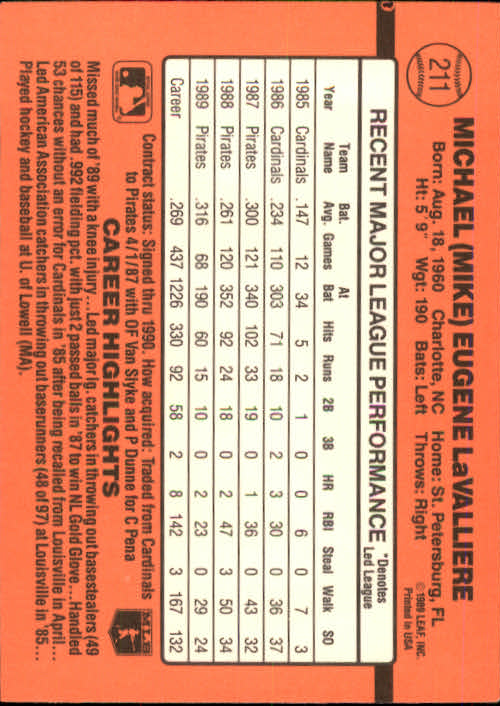 211
MICHAEL (MIKE) EUGENE LaVALLIERE
Born: Aug. 18, 1960 Charlotte, NC Home: St. Petersburg, FL
Ht: 5' 9" Wgt: 190 Bats: Left Throws: Right
© 1989 LEAF, INC.
Printed in USA
RECENT MAJOR LEAGUE PERFORMANCE
*Denotes
Led League
Year Team Name Bat. Avg. Games At Bat Hits Runs 2B 3B HR RBI Steal Walk SO
1985 Cardinals .147 12 34 5 2 1 0 0 6 0 7 3
1986 Cardinals .234 110 303 71 18 10 2 3 30 0 36 37
1987 Pirates .300 121 340 102 33 19 0 1 36 0 43 32
1988 Pirates .261 120 352 92 24 18 0 2 47 3 50 34
1989 Pirates .316 68 190 60 15 10 0 2 23 0 29 24
Career .269 437 1226 330 92 58 2 8 142 3 167 132
Contract status: Signed thru 1990. How acquired: Traded from Cardinals
to Pirates 4/1/87 with OF Van Slyke and P Dunne for C Pena
MLB
CAREER HIGHLIGHTS
Missed much of '89 with a knee injury...Led major lg. catchers in throwing out basestealers (49
of 115) and had .992 fielding pct. with just 2 passed balls in '87 to win NL Gold Glove...Handled
53 chances without an error for Cardinals in '85 after being recalled from Louisville in April...
Led American Association catchers in throwing out baserunners (48 of 97) at Louisville in '85...
Played hockey and baseball at U. of Lowell (MA).